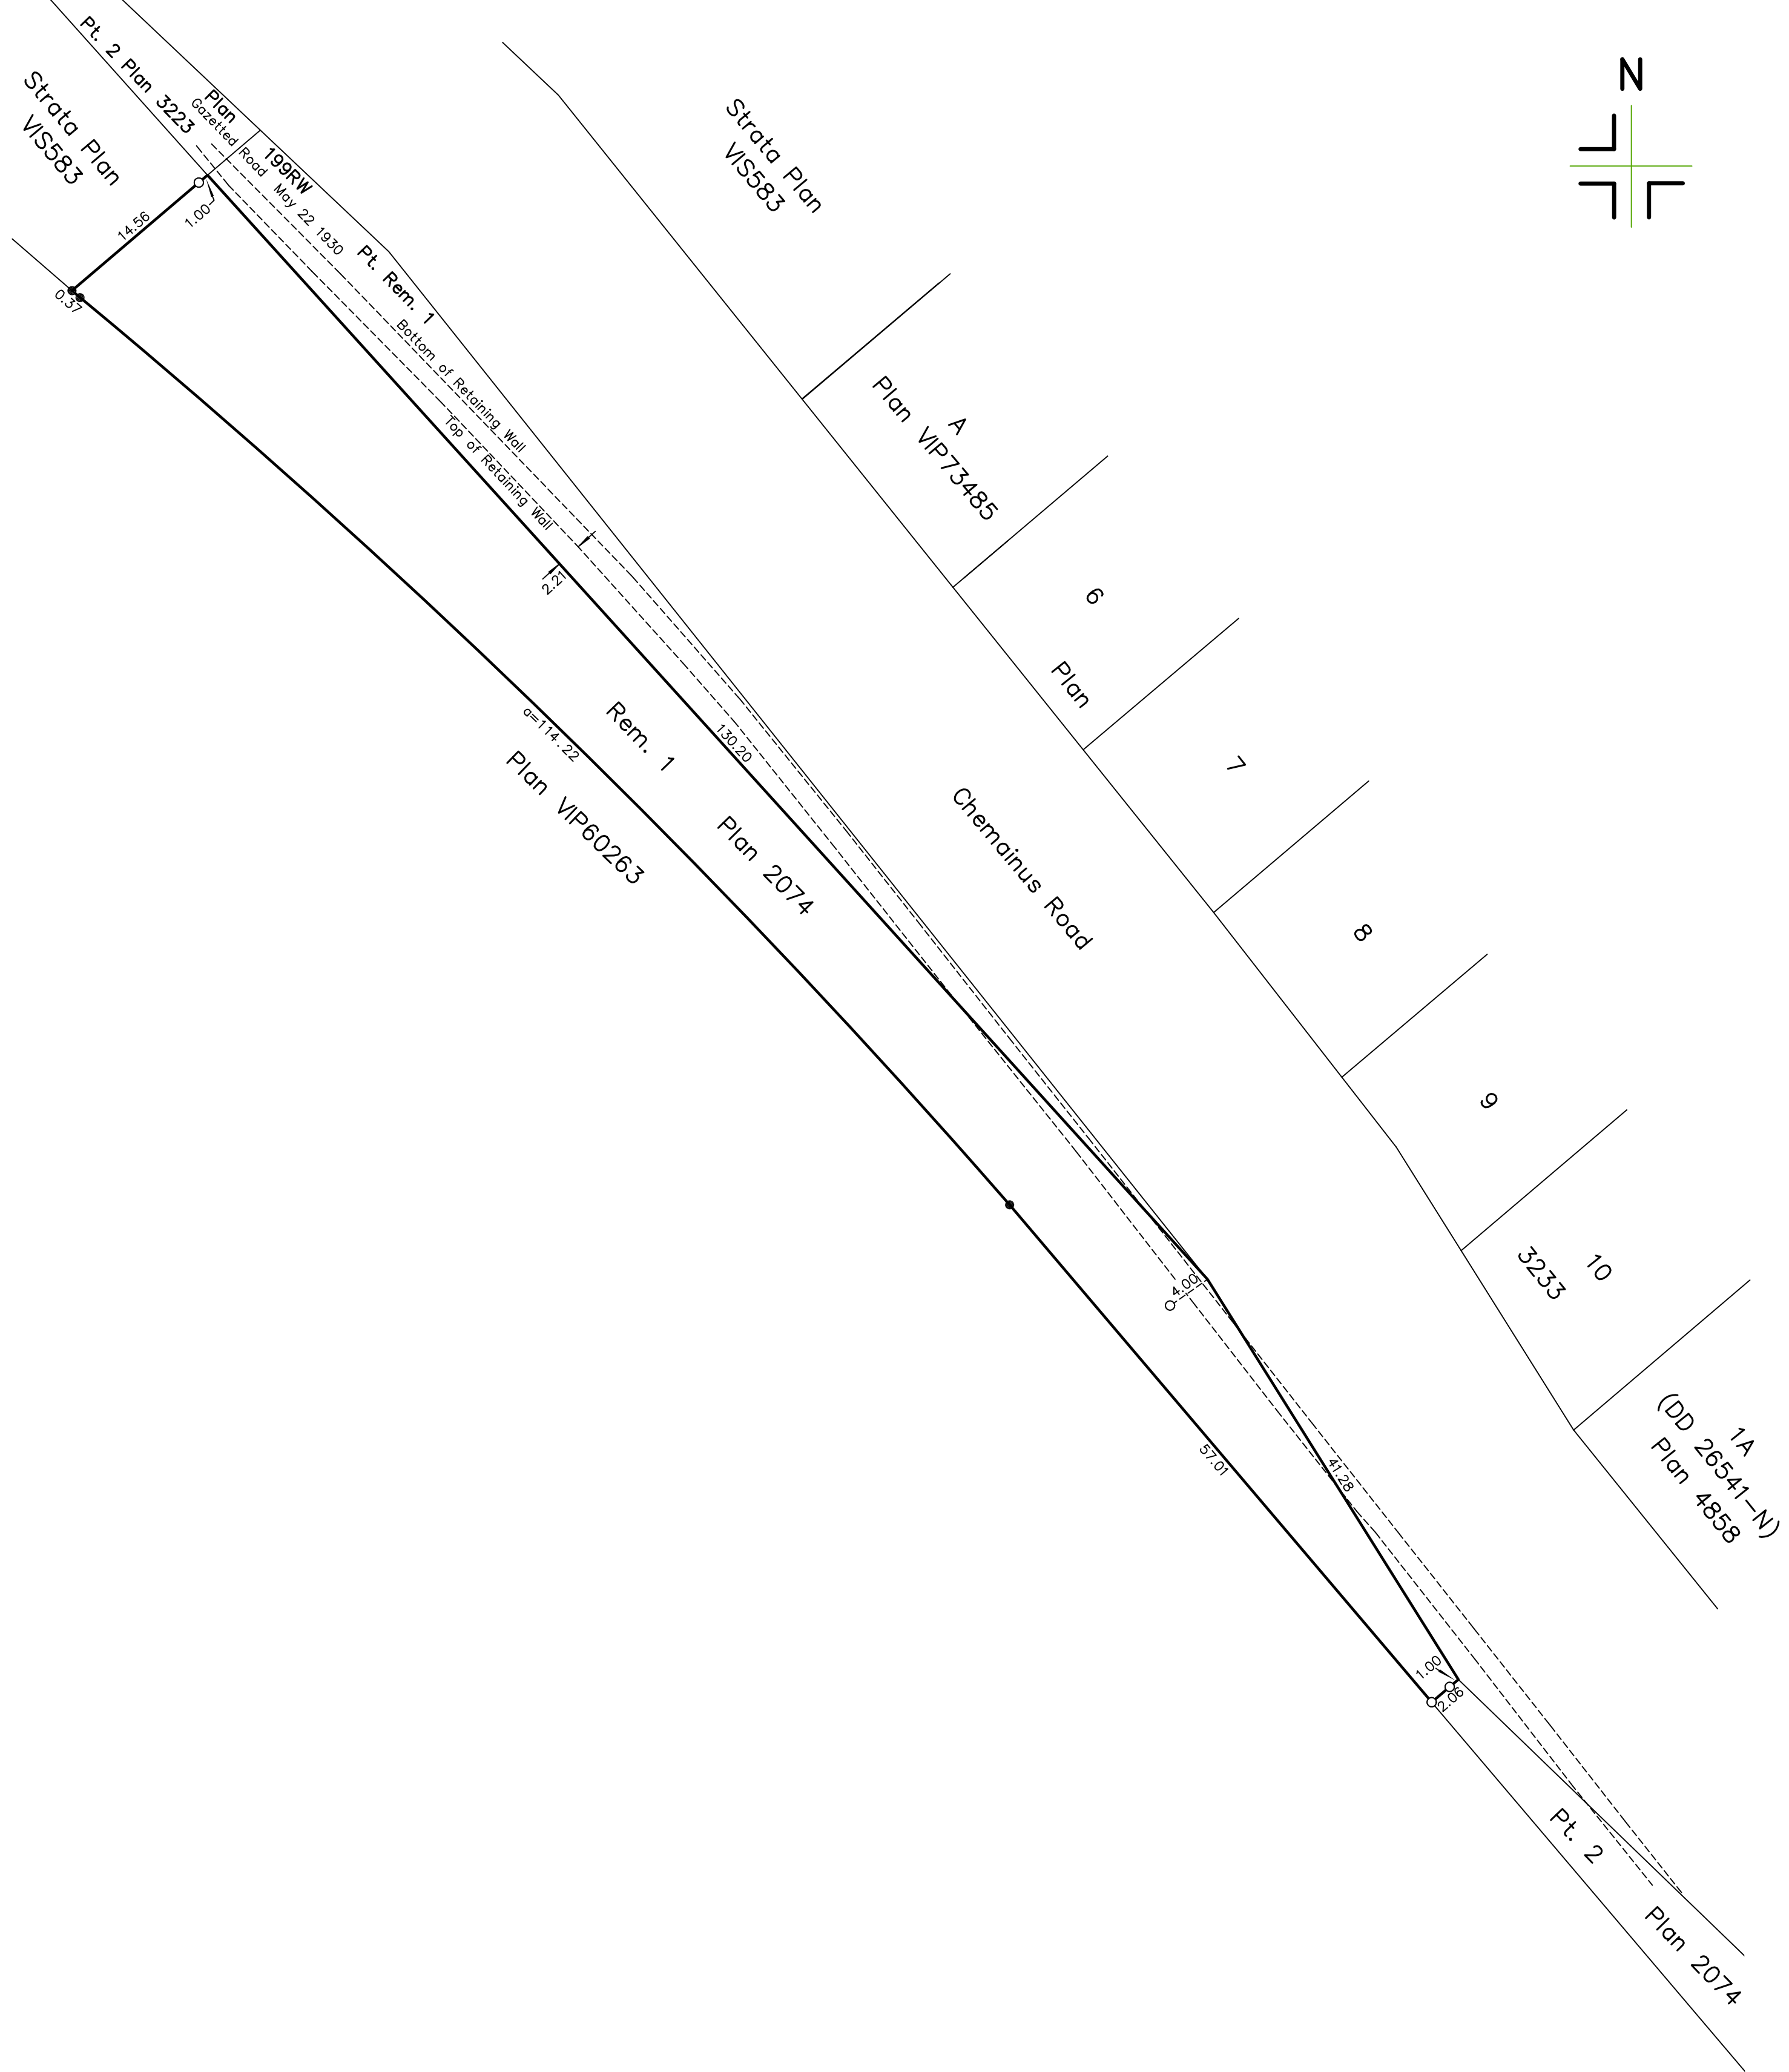 N
Pt. 2 Plan 3223
Strata Plan
VIS583
Plan
199RW
Gazetted Road May 22 1930
Pt. Rem. 1
14.56
1.00
0.37
Strata Plan
VIS583
Bottom of Retaining Wall
Top of Retaining Wall
2.21
A
Plan VIP73485
6
Plan
7
8
9
10
3233
1A
(DD 26541-N)
Plan 4858
Chemainus Road
Rem. 1
Plan 2074
130.20
a=114.22
Plan VIP60263
4.00
57.01
41.28
1.00
2.06
Pt. 2
Plan 2074